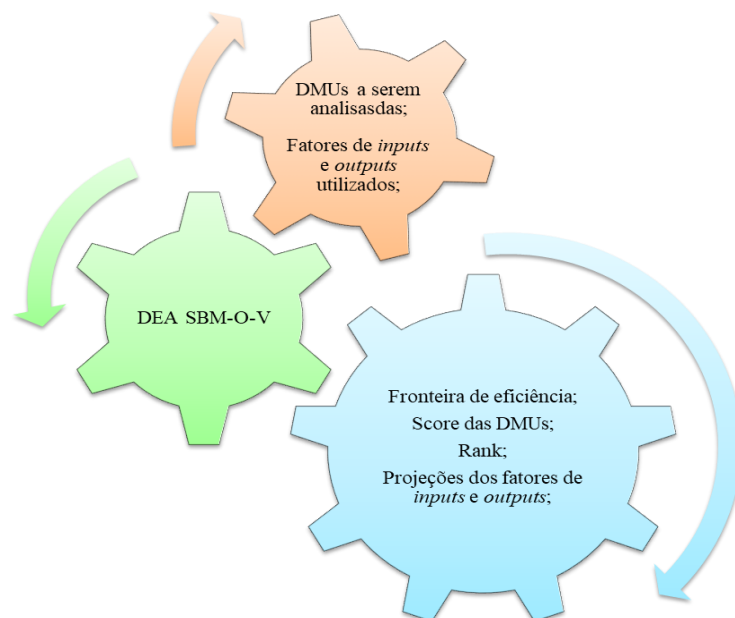 DMUs a serem
analisasdas;
Fatores de inputs
e outputs
utilizados;
DEA SBM-O-V
Fronteira de eficiência;
Score das DMUs;
Rank;
Projeções dos fatores de
inputs e outputs;